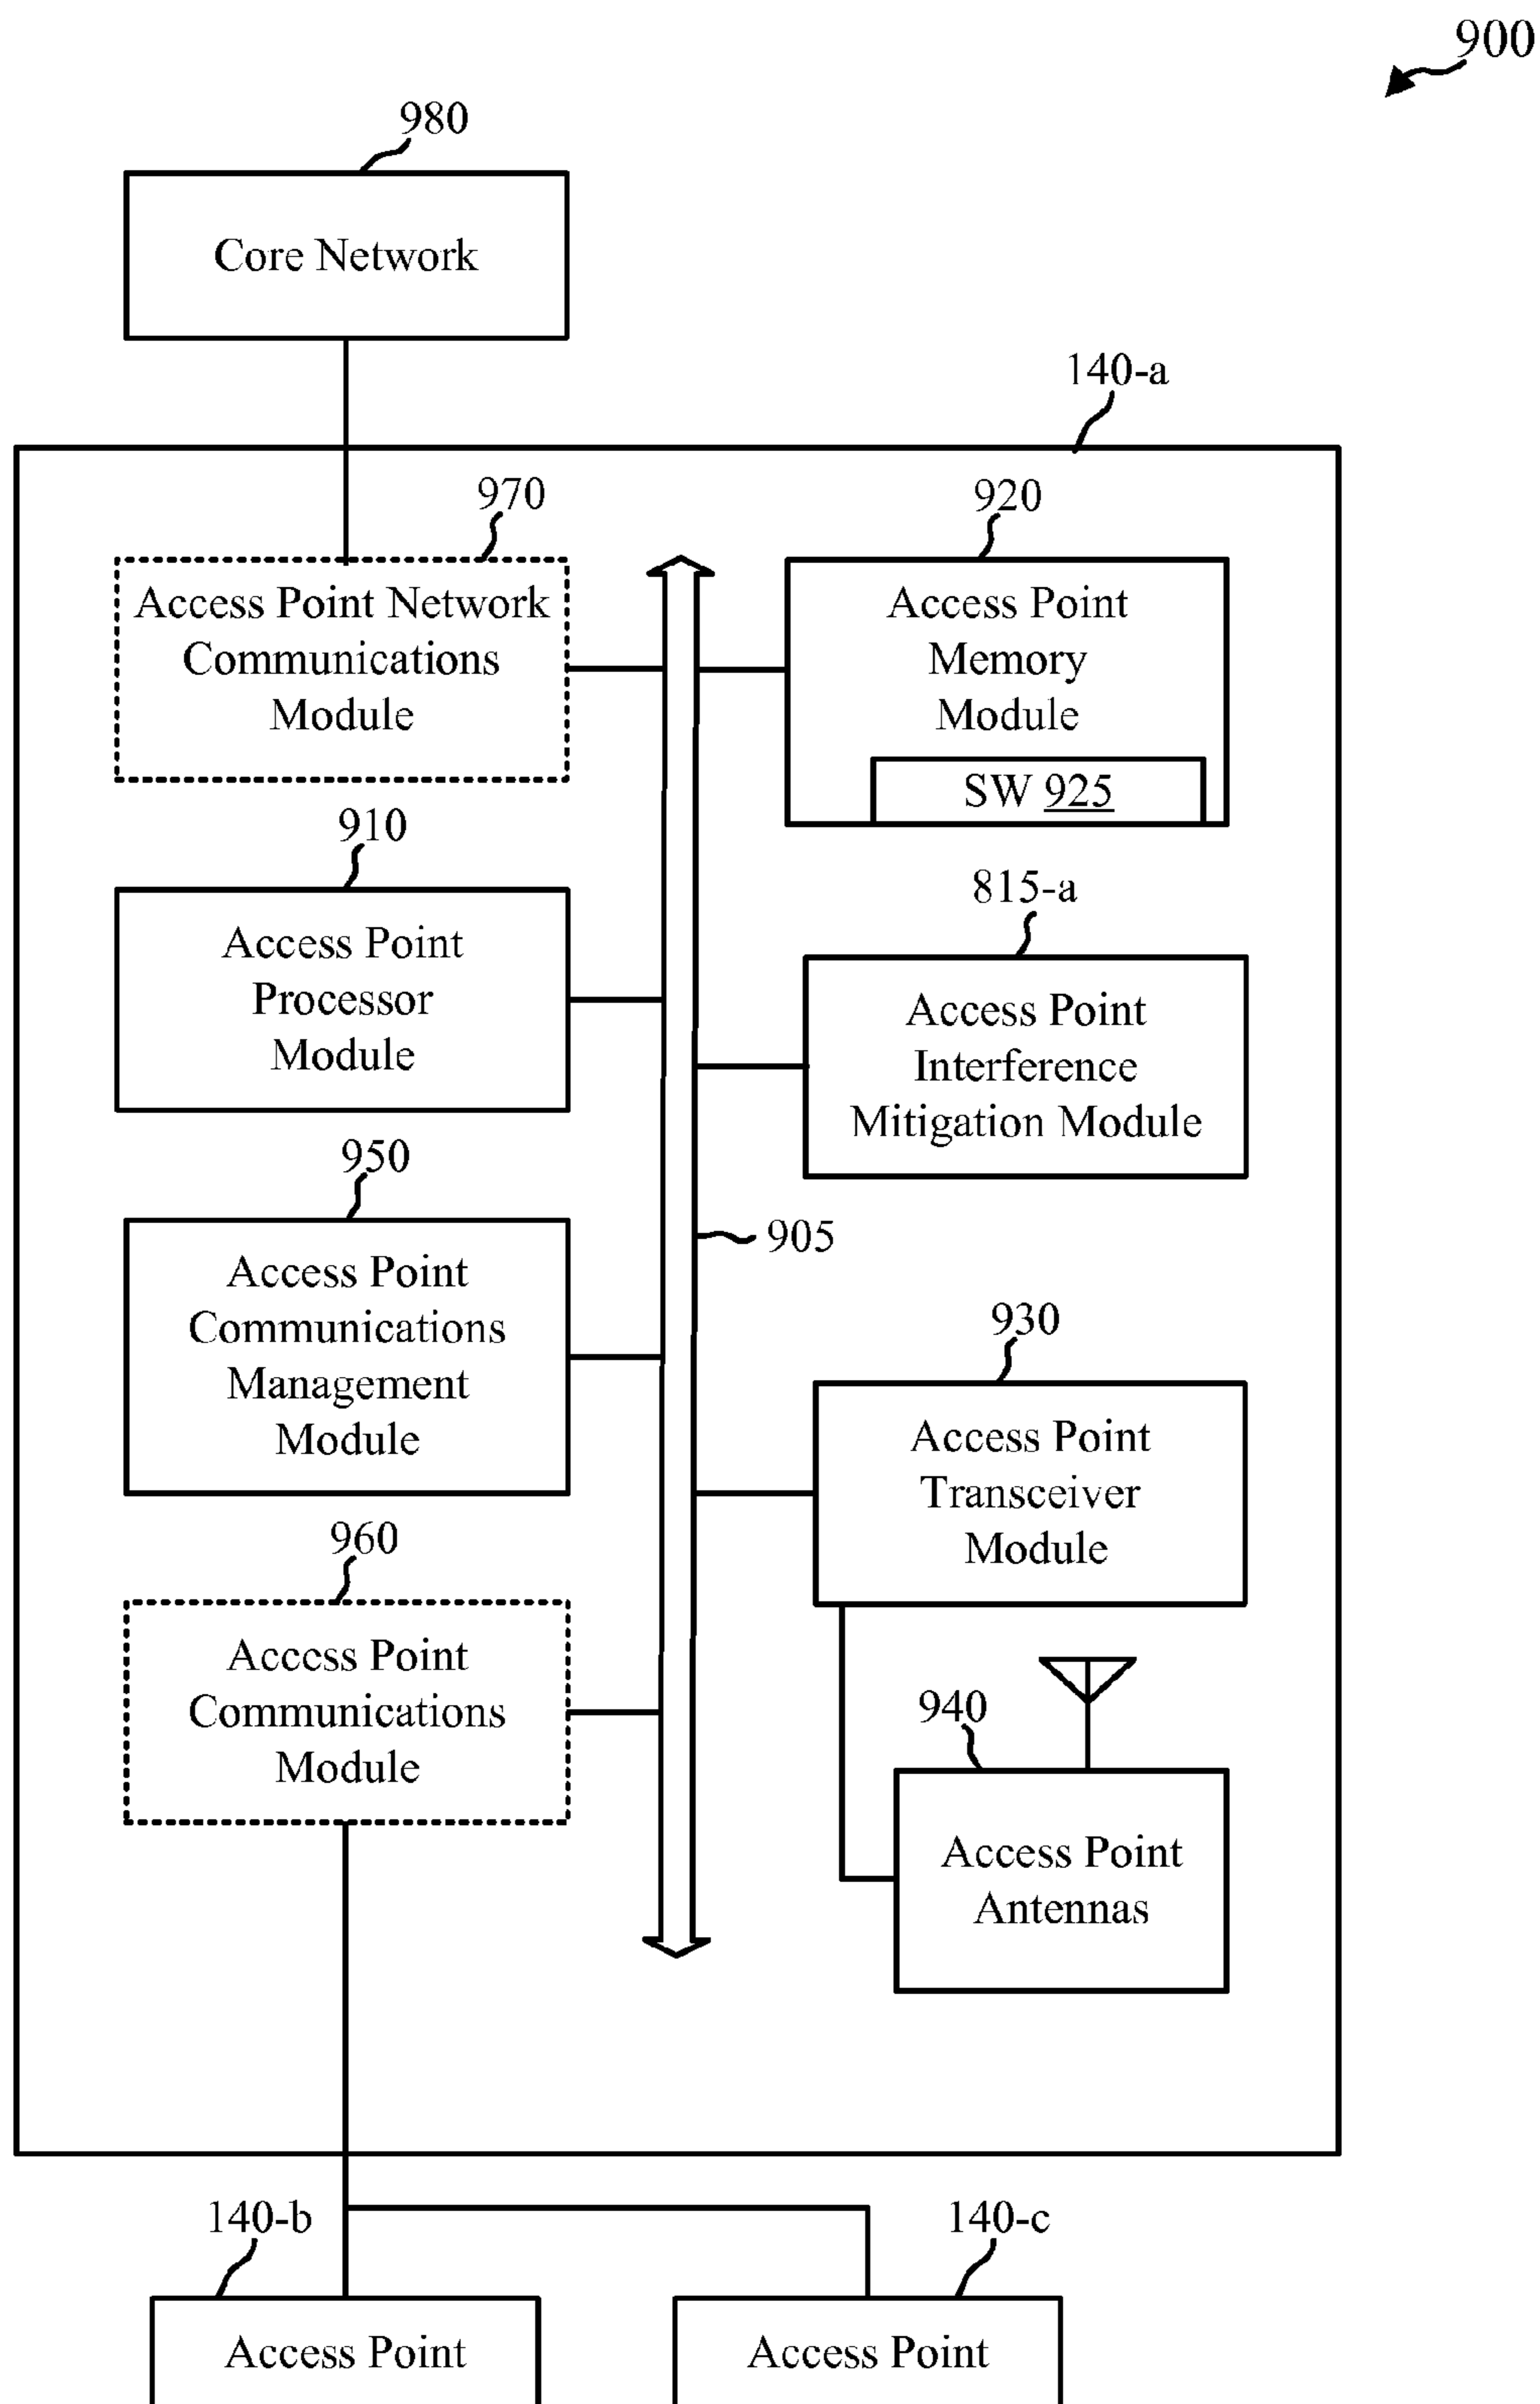 900
980
Core Network
140-a
970
Access Point Network
Communications
Module
920
Access Point
Memory
Module
SW 925
910
Access Point
Processor
Module
815-a
Access Point
Interference
Mitigation Module
950
Access Point
Communications
Management
Module
905
930
Access Point
Transceiver
Module
960
Access Point
Communications
Module
940
Access Point
Antennas
140-b
Access Point
140-c
Access Point